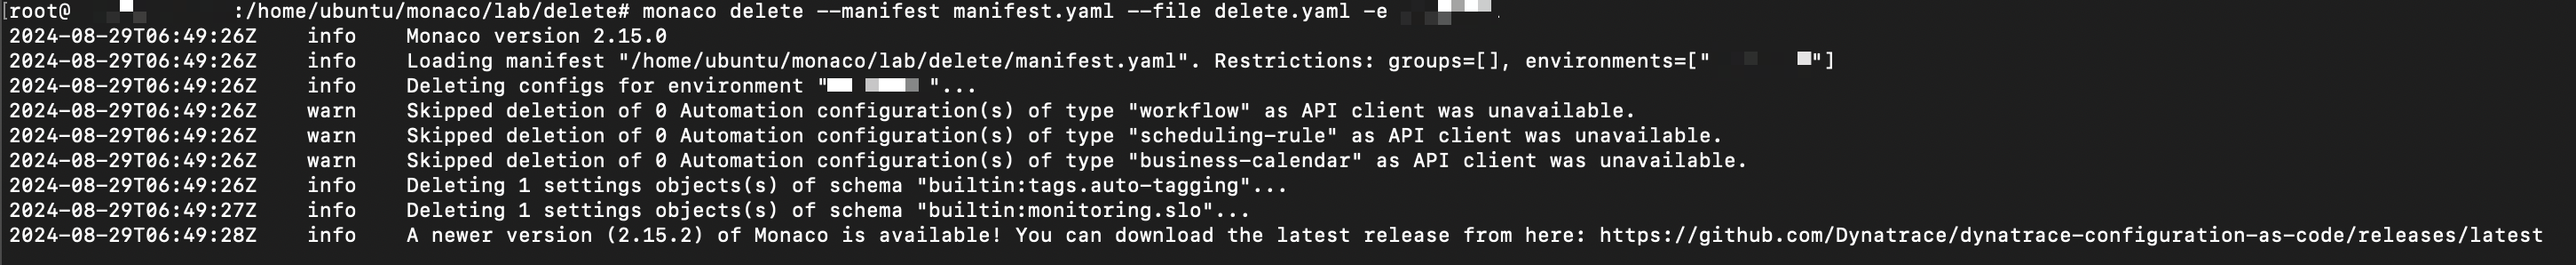 [root@ :/home/ubuntu/monaco/lab/delete# monaco delete --manifest manifest.yaml --file delete.yaml -e
2024-08-29T06:49:26Z info Monaco version 2.15.0
2024-08-29T06:49:26Z info Loading manifest "/home/ubuntu/monaco/lab/delete/manifest.yaml". Restrictions: groups=[], environments=[" "]
2024-08-29T06:49:26Z info Deleting configs for environment " "...
2024-08-29T06:49:26Z warn Skipped deletion of 0 Automation configuration(s) of type "workflow" as API client was unavailable.
2024-08-29T06:49:26Z warn Skipped deletion of 0 Automation configuration(s) of type "scheduling-rule" as API client was unavailable.
2024-08-29T06:49:26Z warn Skipped deletion of 0 Automation configuration(s) of type "business-calendar" as API client was unavailable.
2024-08-29T06:49:26Z info Deleting 1 settings objects(s) of schema "builtin:tags.auto-tagging"...
2024-08-29T06:49:27Z info Deleting 1 settings objects(s) of schema "builtin:monitoring.slo"...
2024-08-29T06:49:28Z info A newer version (2.15.2) of Monaco is available! You can download the latest release from here: https://github.com/Dynatrace/dynatrace-configuration-as-code/releases/latest